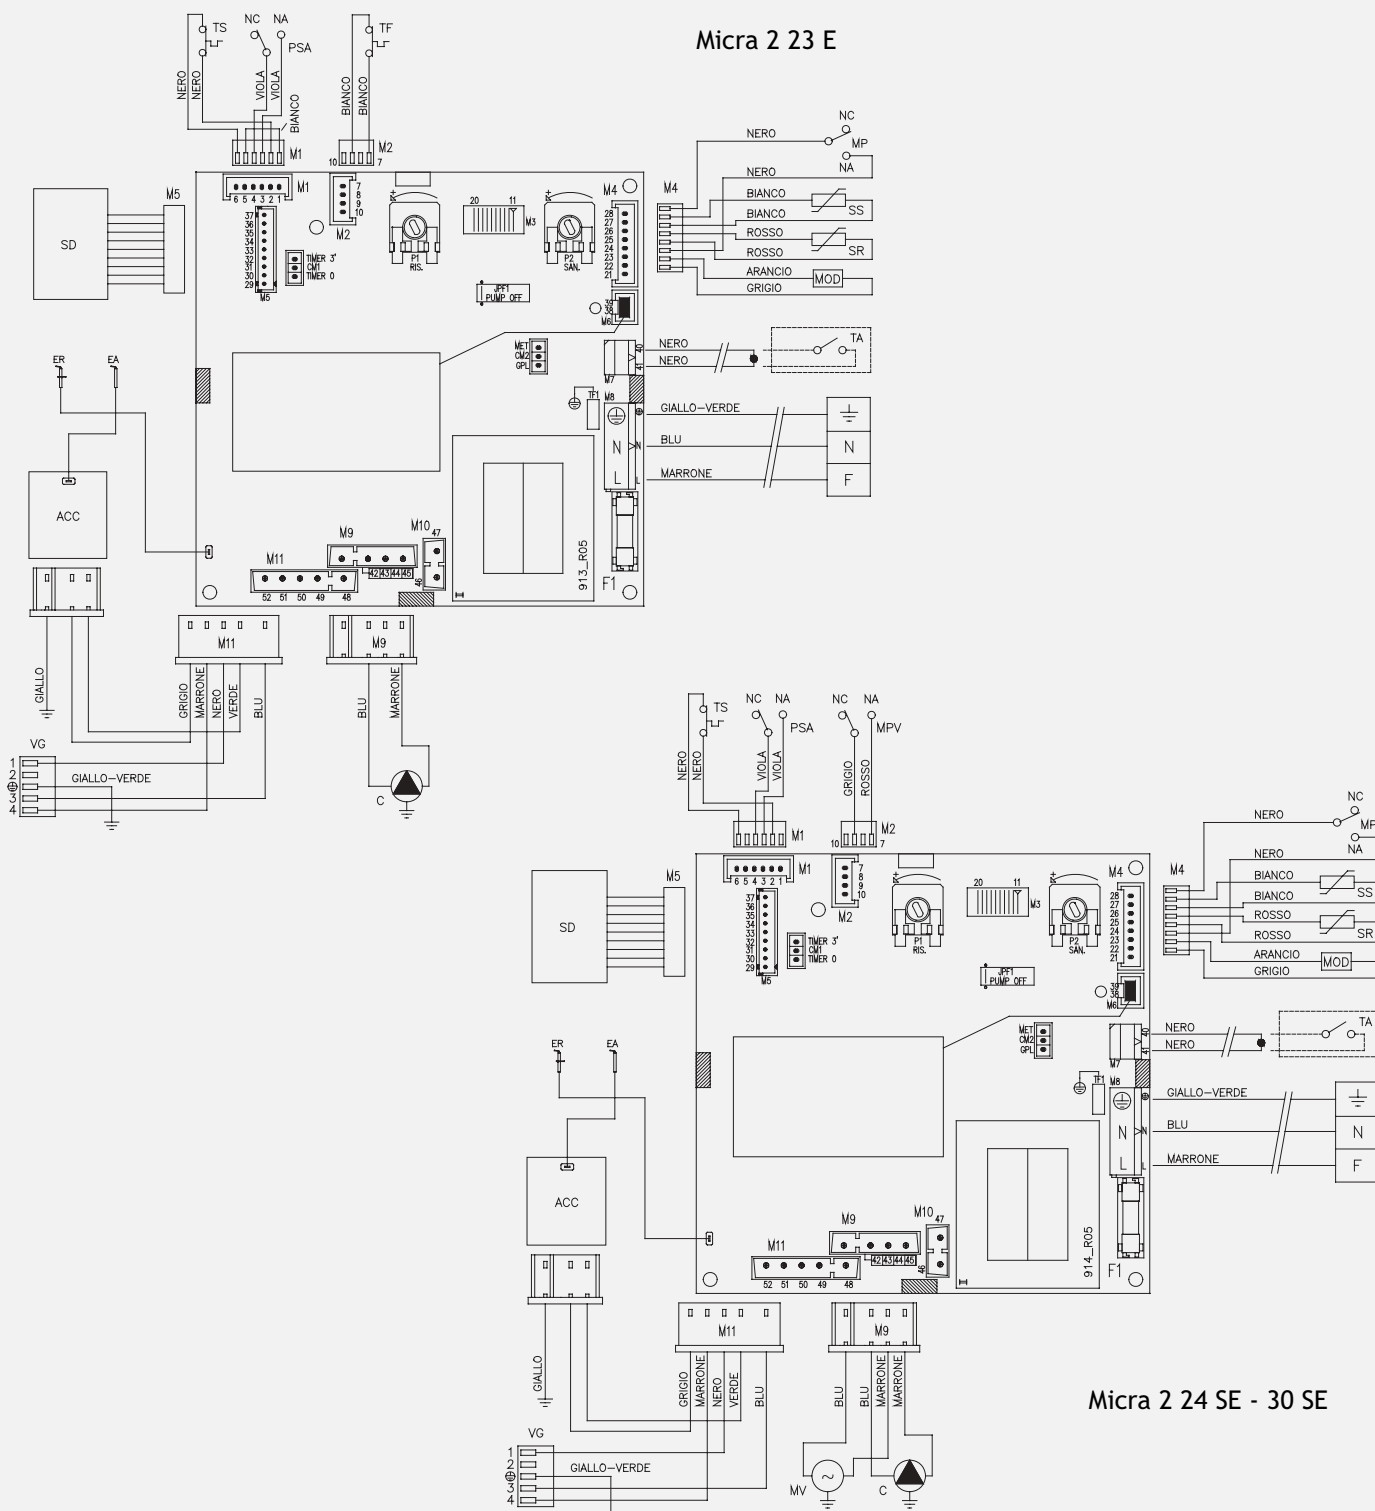 Micra 2 23 E
TS
NC
NA
PSA
TF
NERO
NERO
VIOLA
VIOLA
BIANCO
BIANCO
BIANCO
M1
M2
10
7
SD
M5
M1
6 5 4 3 2 1
7
8
9
10
M2
37
36
35
34
33
32
31
30
29
M5
TIMER 3'
CM1
TIMER 0
P1
RIS.
20
11
M3
P2
SAN.
M4
28
27
26
25
24
23
22
21
JPF1
PUMP OFF
39
38
M6
M4
NERO
NC
MP
NA
NERO
BIANCO
SS
BIANCO
ROSSO
SR
ROSSO
ARANCIO
MOD
GRIGIO
MET
CM2
GPL
40
41
M7
NERO
NERO
TA
TF1
M8
N
L
N
L
GIALLO-VERDE
BLU
N
MARRONE
F
ER
EA
ACC
M9
M10
47
46
42 43 44 45
M11
52 51 50 49 48
913_R05
F1
M11
M9
GIALLO
GRIGIO
MARRONE
NERO
VERDE
BLU
BLU
MARRONE
C
VG
1
2
3
4
GIALLO-VERDE
TS
NC
NA
PSA
NC
NA
MPV
NERO
NERO
VIOLA
VIOLA
GRIGIO
ROSSO
M1
M2
10
7
SD
M5
M1
6 5 4 3 2 1
7
8
9
10
M2
37
36
35
34
33
32
31
30
29
M5
TIMER 3'
CM1
TIMER 0
P1
RIS.
20
11
M3
P2
SAN.
M4
28
27
26
25
24
23
22
21
JPF1
PUMP OFF
39
38
M6
M4
NERO
NC
MP
NA
NERO
BIANCO
SS
BIANCO
ROSSO
SR
ROSSO
ARANCIO
MOD
GRIGIO
MET
CM2
GPL
40
41
M7
NERO
NERO
TA
TF1
M8
N
L
N
L
GIALLO-VERDE
BLU
N
MARRONE
F
ER
EA
ACC
M9
M10
47
46
42 43 44 45
M11
52 51 50 49 48
914_R05
F1
M11
M9
GIALLO
GRIGIO
MARRONE
NERO
VERDE
BLU
BLU
BLU
MARRONE
MARRONE
MV
C
VG
1
2
3
4
GIALLO-VERDE
Micra 2 24 SE - 30 SE